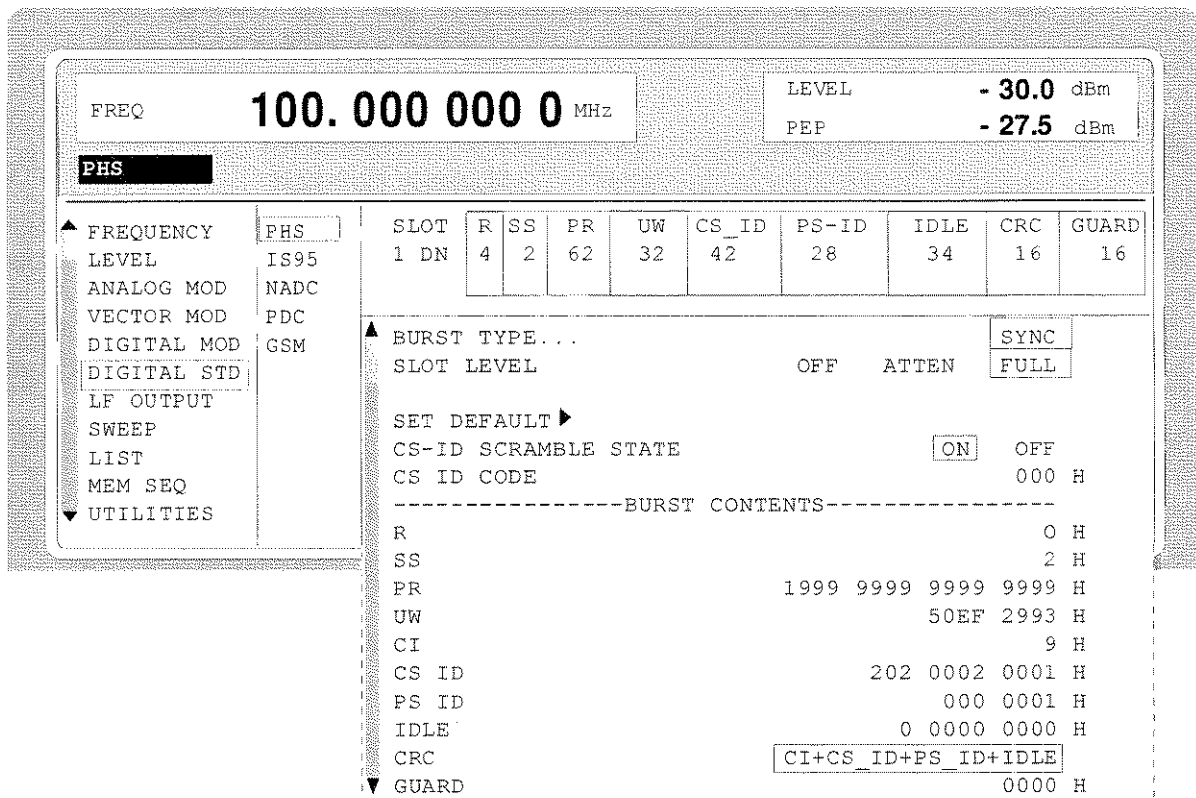 FREQ 100. 000 000 0 MHz
LEVEL - 30.0 dBm
PEP - 27.5 dBm
PHS
FREQUENCY
LEVEL
ANALOG MOD
VECTOR MOD
DIGITAL MOD
DIGITAL STD
LF OUTPUT
SWEEP
LIST
MEM SEQ
UTILITIES
PHS
IS95
NADC
PDC
GSM
SLOT R SS PR UW CS_ID PS-ID IDLE CRC GUARD
1 DN 4 2 62 32 42 28 34 16 16
BURST TYPE... SYNC
SLOT LEVEL OFF ATTEN FULL
SET DEFAULT
CS-ID SCRAMBLE STATE ON OFF
CS ID CODE 000 H
----------------BURST CONTENTS----------------
R 0 H
SS 2 H
PR 1999 9999 9999 9999 H
UW 50EF 2993 H
CI 9 H
CS ID 202 0002 0001 H
PS ID 000 0001 H
IDLE 0 0000 0000 H
CRC CI+CS_ID+PS_ID+IDLE
GUARD 0000 H